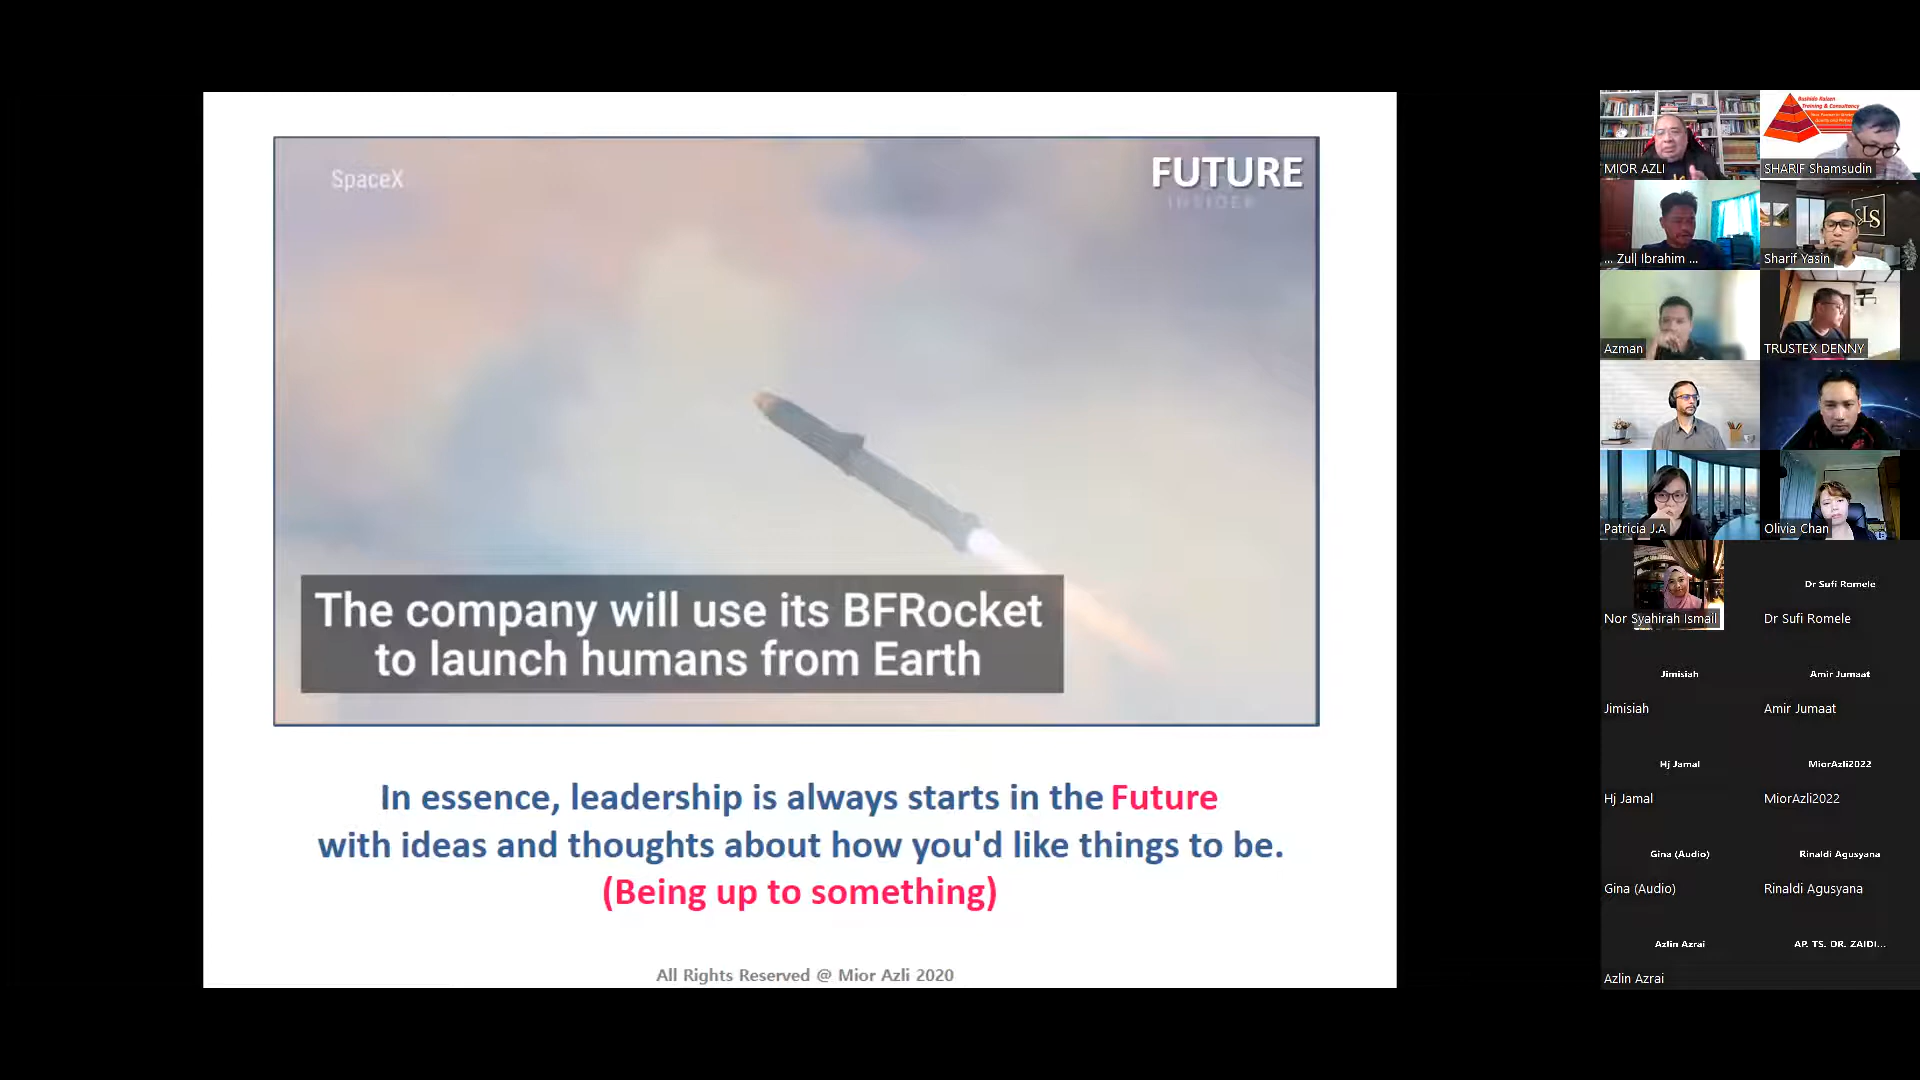 SpaceX
FUTURE
INSIDER
The company will use its BFRocket
to launch humans from Earth
In essence, leadership is always starts in the Future
with ideas and thoughts about how you'd like things to be.
(Being up to something)
All Rights Reserved @ Mior Azli 2020
MIOR AZLI
Training & Consultancy
SHARIF Shamsudin
... Zul| Ibrahim ...
Sharif Yasin
Azman
TRUSTEX DENNY
Patricia J.A
Olivia Chan
Nor Syahirah Ismail
Dr Sufi Romele
Dr Sufi Romele
Jimisiah
Amir Jumaat
Jimisiah
Amir Jumaat
Hj Jamal
MiorAzli2022
Hj Jamal
MiorAzli2022
Gina (Audio)
Rinaldi Agusyana
Gina (Audio)
Rinaldi Agusyana
Azlin Azrai
AP. TS. DR. ZAIDI...
Azlin Azrai